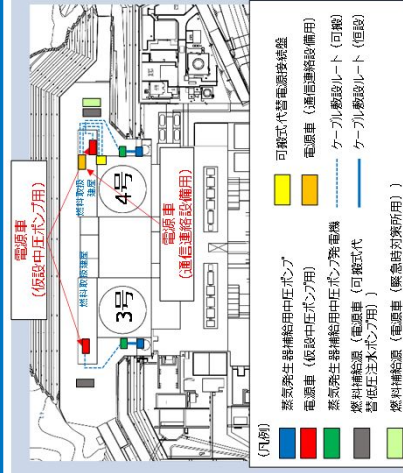 電源車
(仮設中圧ポンプ用)
燃料取扱建屋
燃料取扱
建屋
3号
4号
電源車
(通信連絡設備用)
(凡例)
蒸気発生器補給用中圧ポンプ
電源車(仮設中圧ポンプ用)
蒸気発生器補給用中圧ポンプ発電機
燃料補給源(電源車(可搬式代
替低圧注水ポンプ用))
燃料補給源(電源車(緊急時対策所用))
可搬式代替電源接続盤
電源車(通信連絡設備用)
ケーブル敷設ルート(可搬)
ケーブル敷設ルート(恒設)